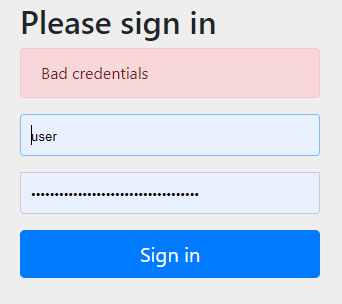 Please sign in
Bad credentials
user
••••••••••••••••••••••••••••••••••••
Sign in